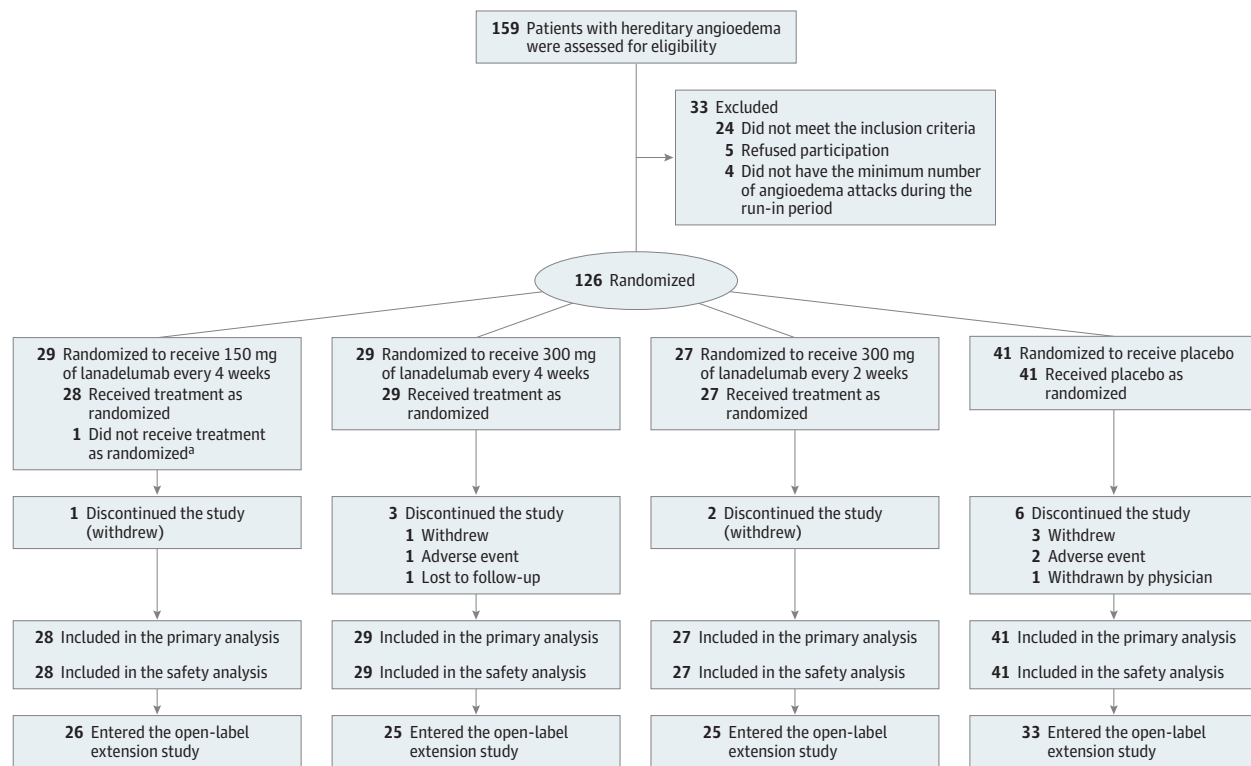 159 Patients with hereditary angioedema
were assessed for eligibility
33 Excluded
24 Did not meet the inclusion criteria
5 Refused participation
4 Did not have the minimum number
of angioedema attacks during the
run-in period
126 Randomized
29 Randomized to receive 150 mg
of lanadelumab every 4 weeks
28 Received treatment as
randomized
1 Did not receive treatment
as randomizedª
29 Randomized to receive 300 mg
of lanadelumab every 4 weeks
29 Received treatment as
randomized
27 Randomized to receive 300 mg
of lanadelumab every 2 weeks
27 Received treatment as
randomized
41 Randomized to receive placebo
41 Received placebo as
randomized
1 Discontinued the study
(withdrew)
3 Discontinued the study
1 Withdrew
1 Adverse event
1 Lost to follow-up
2 Discontinued the study
(withdrew)
6 Discontinued the study
3 Withdrew
2 Adverse event
1 Withdrawn by physician
28 Included in the primary analysis
28 Included in the safety analysis
29 Included in the primary analysis
29 Included in the safety analysis
27 Included in the primary analysis
27 Included in the safety analysis
41 Included in the primary analysis
41 Included in the safety analysis
26 Entered the open-label
extension study
25 Entered the open-label
extension study
25 Entered the open-label
extension study
33 Entered the open-label
extension study